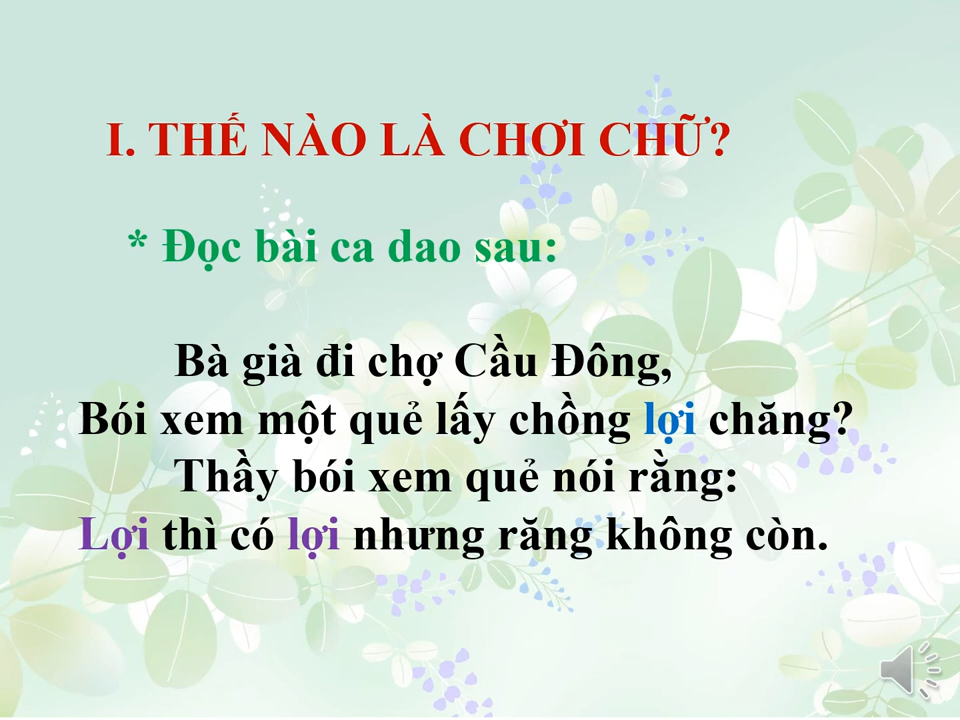 I. THẾ NÀO LÀ CHƠI CHỮ?
* Đọc bài ca dao sau:
Bà già đi chợ Cầu Đông,
Bói xem một quẻ lấy chồng lợi chăng?
Thầy bói xem quẻ nói rằng:
Lợi thì có lợi nhưng răng không còn.